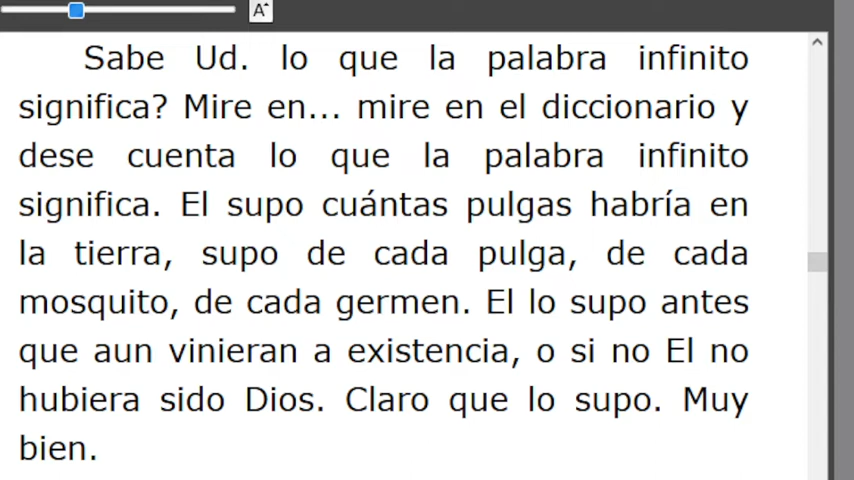 A
Sabe Ud. lo que la palabra infinito
significa? Mire en... mire en el diccionario y
dese cuenta lo que la palabra infinito
significa. El supo cuántas pulgas habría en
la tierra, supo de cada pulga, de cada
mosquito, de cada germen. El lo supo antes
que aun vinieran a existencia, o si no El no
hubiera sido Dios. Claro que lo supo. Muy
bien.